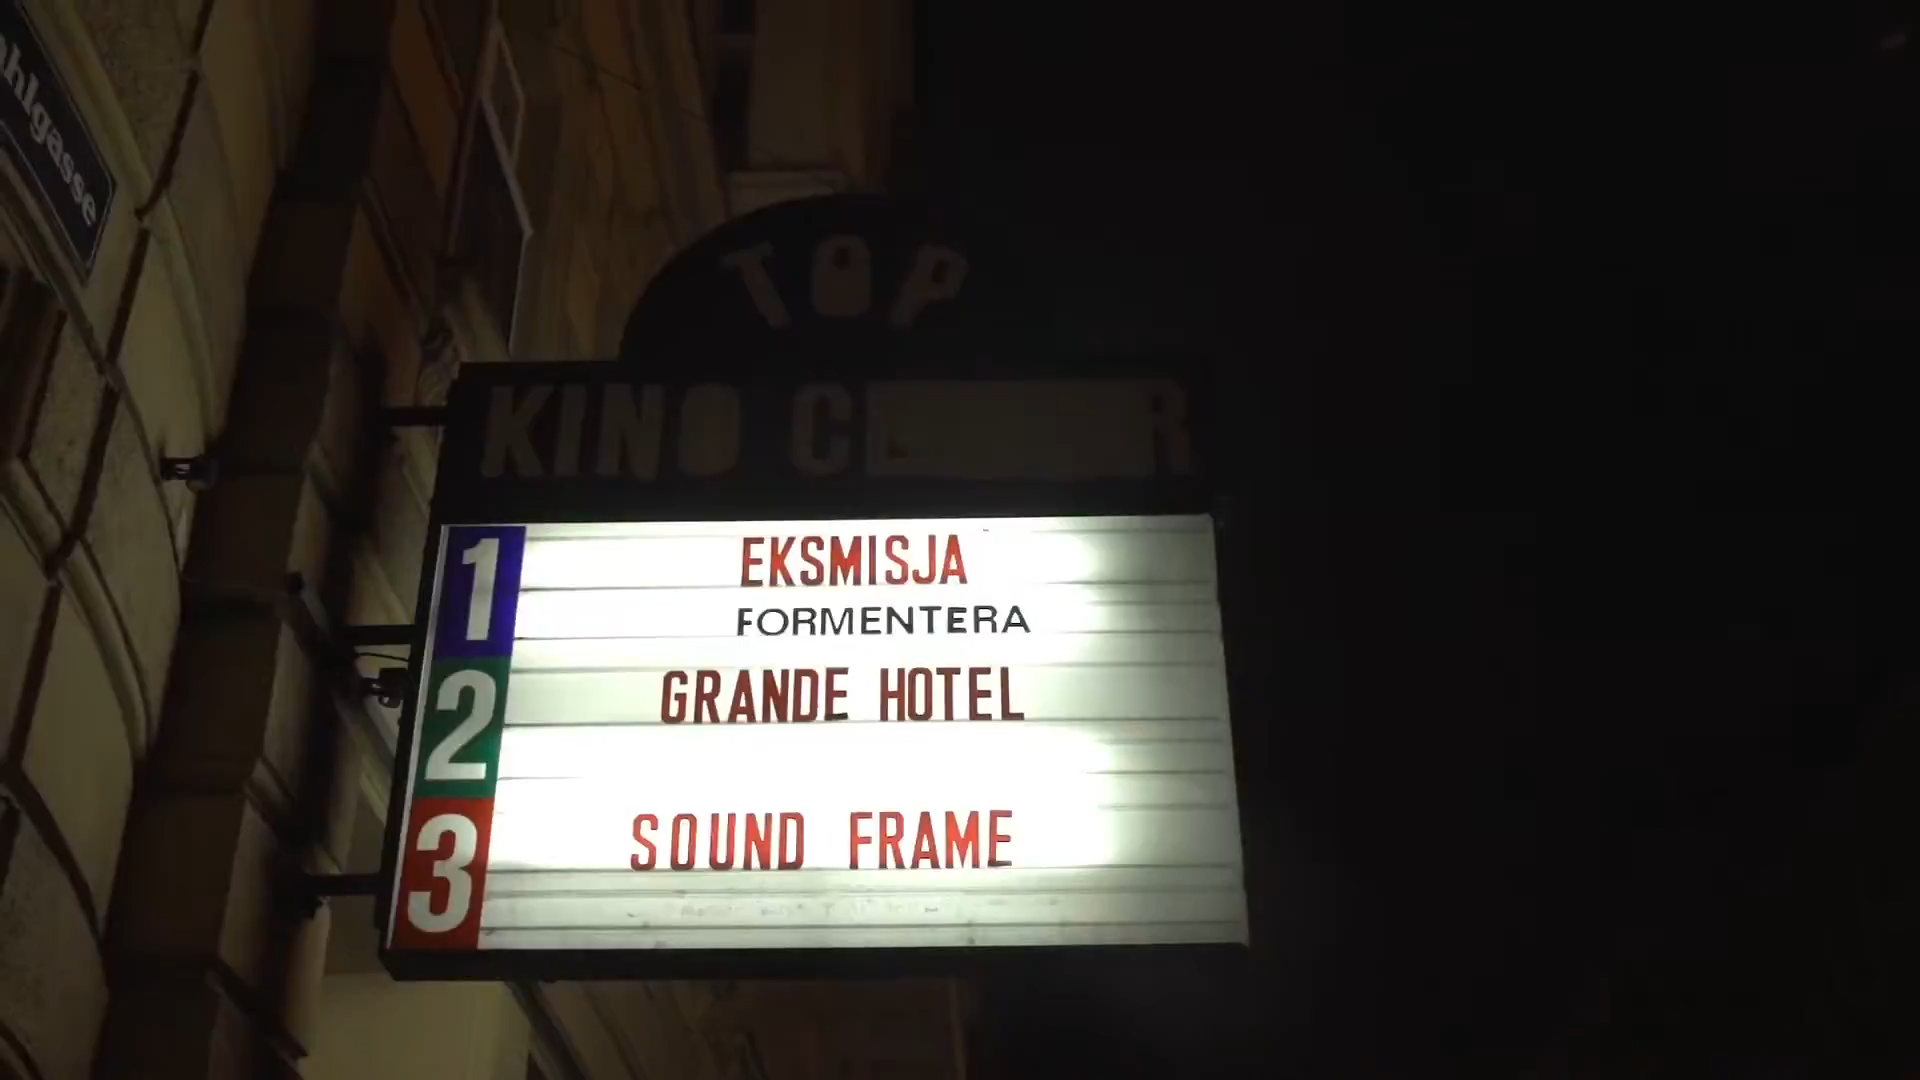 TOP
KINO
1
EKSMISJA
FORMENTERA
2
GRANDE HOTEL
3
SOUND FRAME